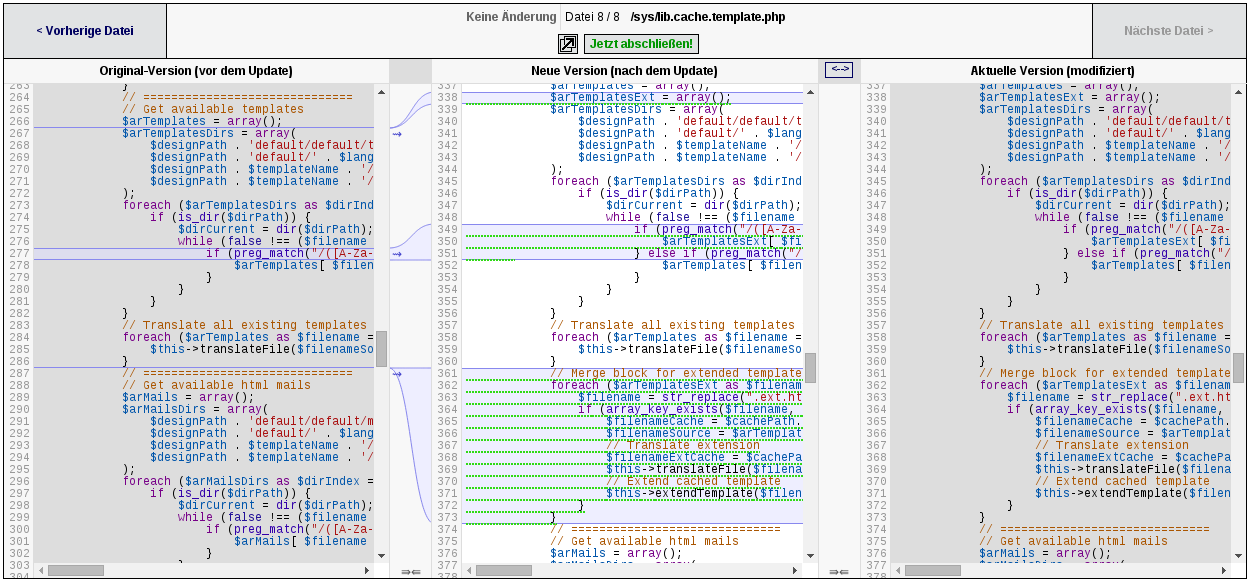 < Vorherige Datei
Keine Änderung Datei 8 / 8 /sys/lib.cache.template.php
Jetzt abschließen!
Nächste Datei >
Original-Version (vor dem Update)
263 }
264 // ==============================
265 // Get available templates
266 $arTemplates = array();
267 $arTemplatesDirs = array(
268 $designPath . 'default/default/t
269 $designPath . 'default/' . $lang
270 $designPath . $templateName . '/
271 $designPath . $templateName . '/
272 );
273 foreach ($arTemplatesDirs as $dirInd
274 if (is_dir($dirPath)) {
275 $dirCurrent = dir($dirPath);
276 while (false !== ($filename
277 if (preg_match("/([A-Za-
278 $arTemplates[ $filen
279 }
280 }
281 }
282 }
283 // Translate all existing templates
284 foreach ($arTemplates as $filename =
285 $this->translateFile($filenameSo
286 }
287 // ==============================
288 // Get available html mails
289 $arMails = array();
290 $arMailsDirs = array(
291 $designPath . 'default/default/m
292 $designPath . 'default/' . $lang
293 $designPath . $templateName . '/
294 $designPath . $templateName . '/
295 );
296 foreach ($arMailsDirs as $dirIndex =
297 if (is_dir($dirPath)) {
298 $dirCurrent = dir($dirPath);
299 while (false !== ($filename
300 if (preg_match("/([A-Za-
301 $arMails[ $filename
302 }
303
304
Neue Version (nach dem Update)
337 $arTemplates = array();
338 $arTemplatesExt = array();
339 $arTemplatesDirs = array(
340 $designPath . 'default/default/t
341 $designPath . 'default/' . $lang
342 $designPath . $templateName . '/
343 $designPath . $templateName . '/
344 );
345 foreach ($arTemplatesDirs as $dirInd
346 if (is_dir($dirPath)) {
347 $dirCurrent = dir($dirPath);
348 while (false !== ($filename
349 if (preg_match("/([A-Za-
350 $arTemplatesExt[ $fi
351 } else if (preg_match("/
352 $arTemplates[ $filen
353 }
354 }
355 }
356 }
357 // Translate all existing templates
358 foreach ($arTemplates as $filename =
359 $this->translateFile($filenameSo
360 }
361 // Merge block for extended template
362 foreach ($arTemplatesExt as $filenam
363 $filename = str_replace(".ext.ht
364 if (array_key_exists($filename,
365 $filenameCache = $cachePath.
366 $filenameSource = $arTemplat
367 // Translate extension
368 $filenameExtCache = $cachePa
369 $this->translateFile($filena
370 // Extend cached template
371 $this->extendTemplate($filen
372 }
373 }
374 // ==============================
375 // Get available html mails
376 $arMails = array();
377 $arMailsDirs = array(
378
<-->
Aktuelle Version (modifiziert)
337 $arTemplates = array();
338 $arTemplatesExt = array();
339 $arTemplatesDirs = array(
340 $designPath . 'default/default/t
341 $designPath . 'default/' . $lang
342 $designPath . $templateName . '/
343 $designPath . $templateName . '/
344 );
345 foreach ($arTemplatesDirs as $dirInd
346 if (is_dir($dirPath)) {
347 $dirCurrent = dir($dirPath);
348 while (false !== ($filename
349 if (preg_match("/([A-Za-
350 $arTemplatesExt[ $fi
351 } else if (preg_match("/
352 $arTemplates[ $filen
353 }
354 }
355 }
356 }
357 // Translate all existing templates
358 foreach ($arTemplates as $filename =
359 $this->translateFile($filenameSo
360 }
361 // Merge block for extended template
362 foreach ($arTemplatesExt as $filenam
363 $filename = str_replace(".ext.ht
364 if (array_key_exists($filename,
365 $filenameCache = $cachePath.
366 $filenameSource = $arTemplat
367 // Translate extension
368 $filenameExtCache = $cachePa
369 $this->translateFile($filena
370 // Extend cached template
371 $this->extendTemplate($filen
372 }
373 }
374 // ==============================
375 // Get available html mails
376 $arMails = array();
377 $arMailsDirs = array(
378